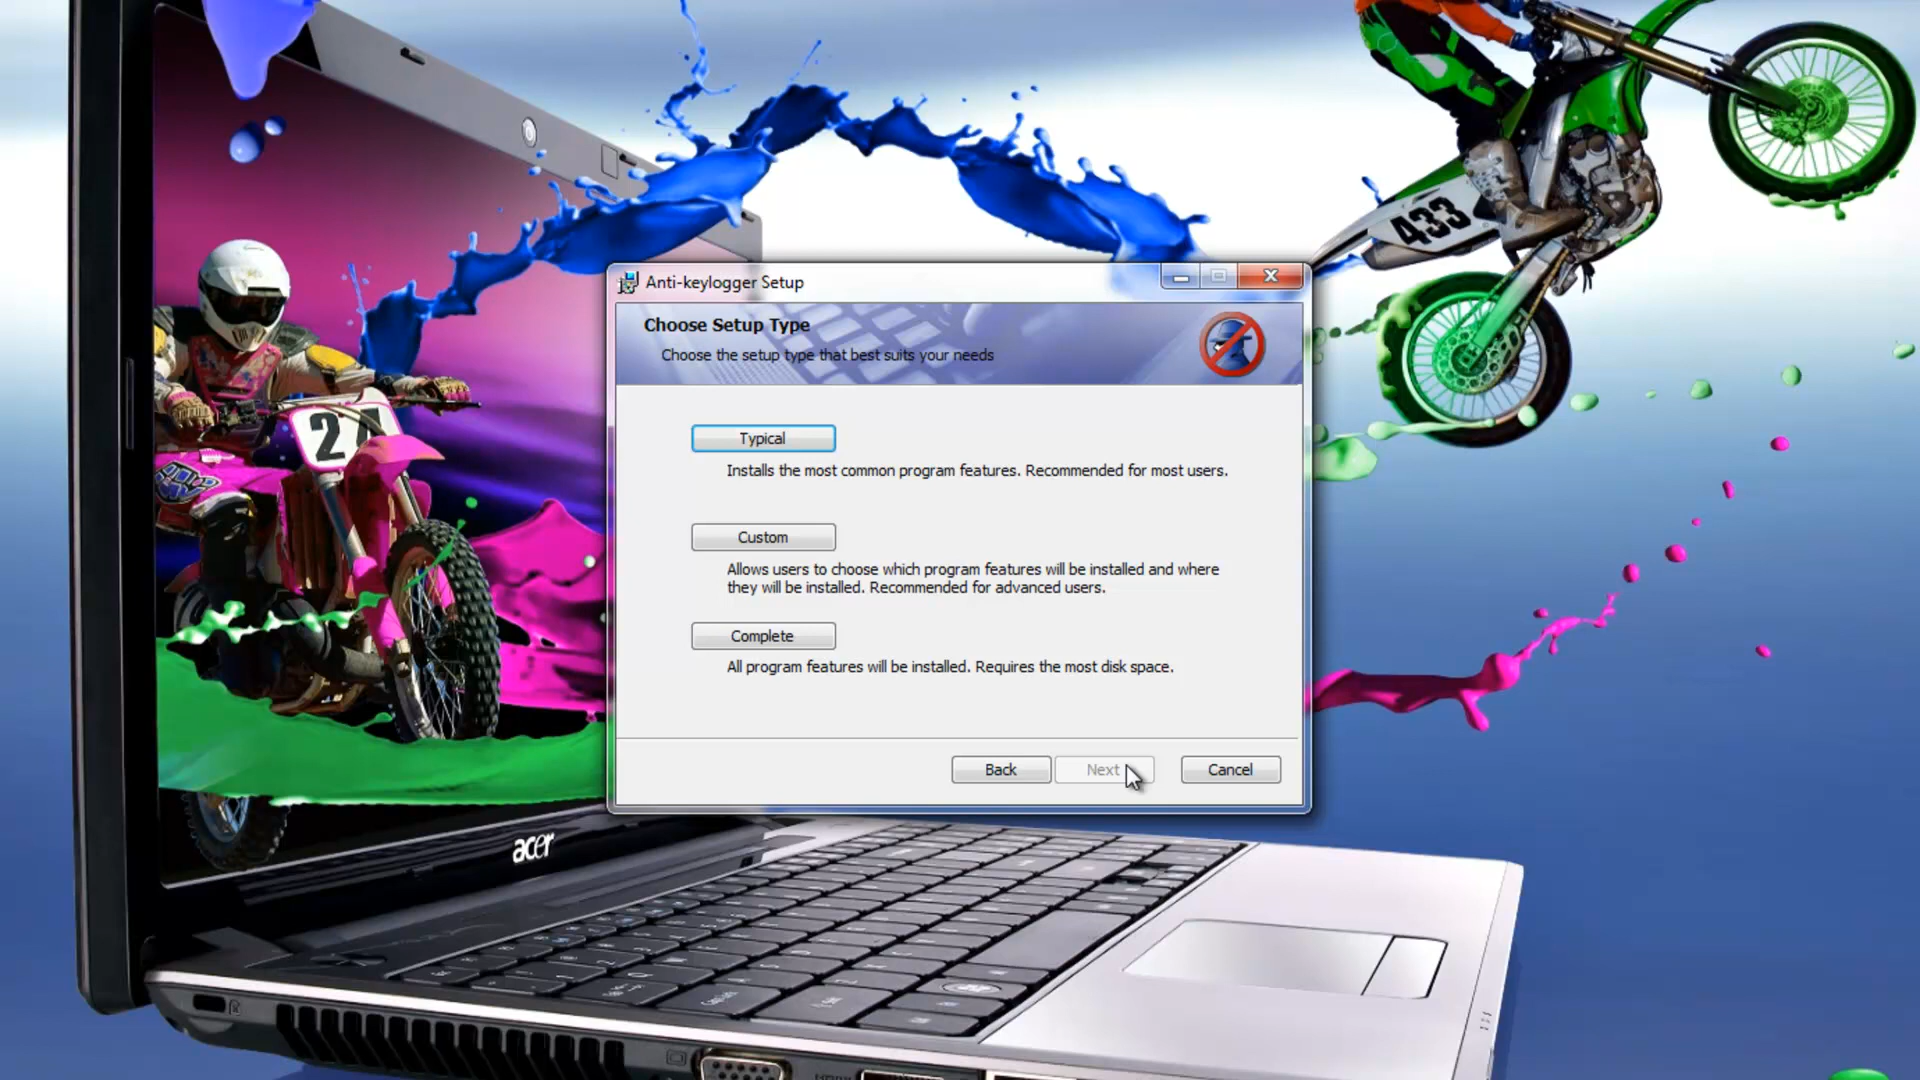 Anti-keylogger Setup
Choose Setup Type
Choose the setup type that best suits your needs
Typical
Installs the most common program features. Recommended for most users.
Custom
Allows users to choose which program features will be installed and where
they will be installed. Recommended for advanced users.
Complete
All program features will be installed. Requires the most disk space.
Back
Next
Cancel
433
acer